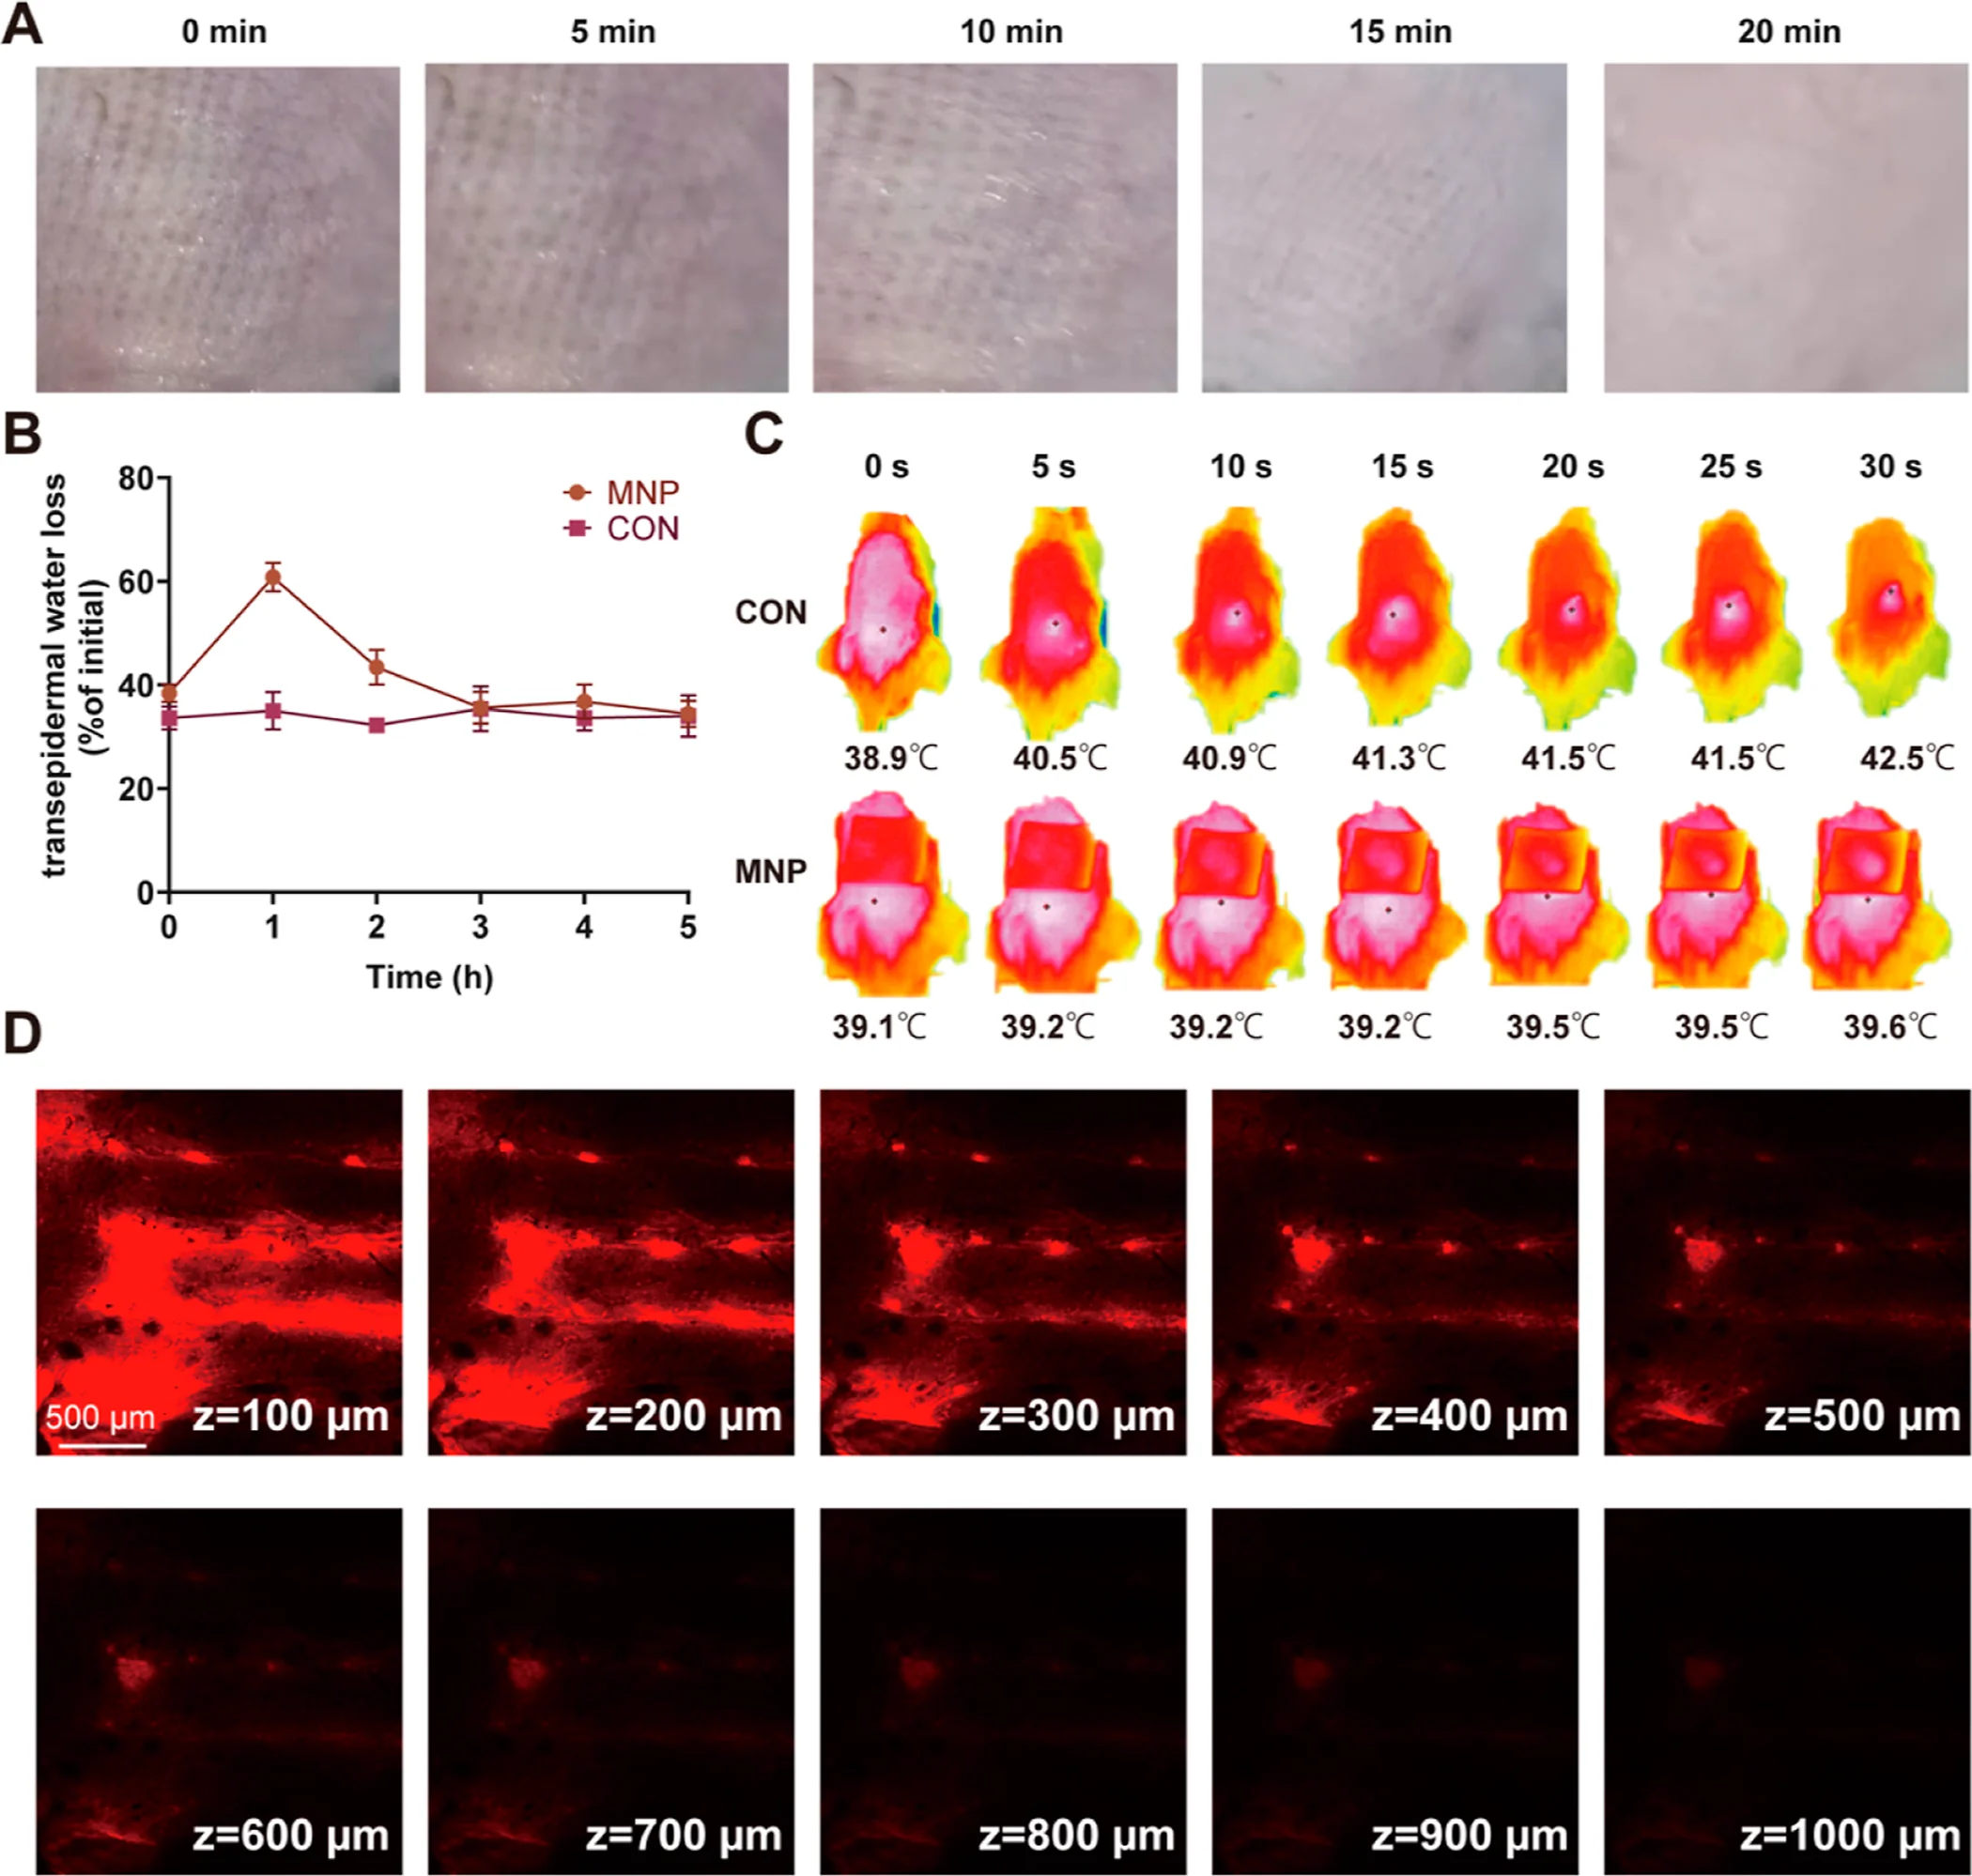 A
0 min 5 min 10 min 15 min 20 min
B
transepidermal water loss
(%of initial)
80
60
40
20
0
MNP
CON
0 1 2 3 4 5
Time (h)
C
0 s 5 s 10 s 15 s 20 s 25 s 30 s
CON
38.9℃ 40.5℃ 40.9℃ 41.3℃ 41.5℃ 41.5℃ 42.5℃
MNP
39.1℃ 39.2℃ 39.2℃ 39.2℃ 39.5℃ 39.5℃ 39.6℃
D
500 µm
z=100 µm z=200 µm z=300 µm z=400 µm z=500 µm
z=600 µm z=700 µm z=800 µm z=900 µm z=1000 µm